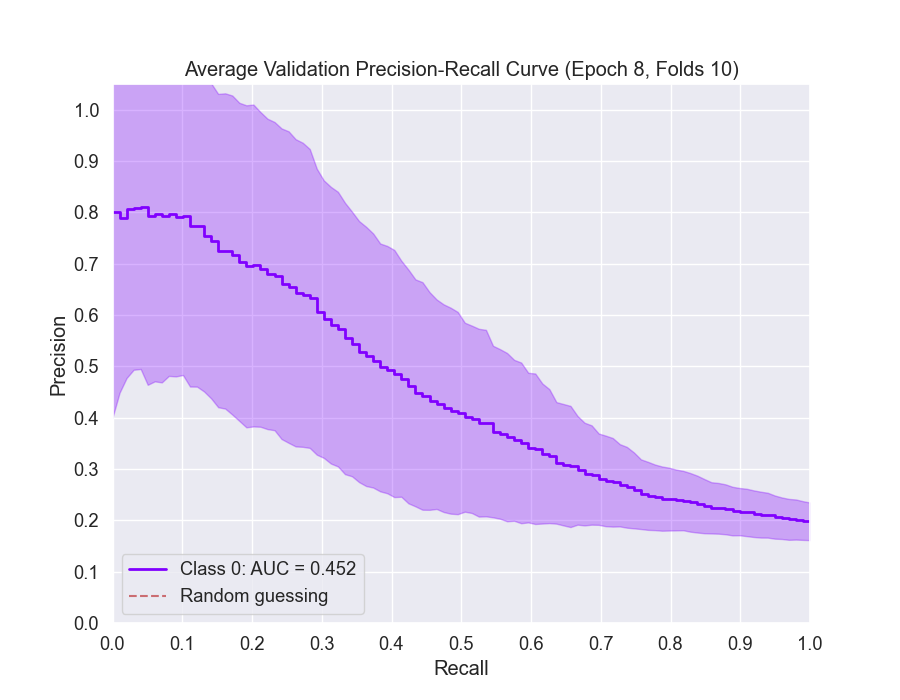 Average Validation Precision-Recall Curve (Epoch 8, Folds 10)
1.0
0.9
0.8
0.7
0.6
0.5
0.4
0.3
0.2
0.1
0.0
Precision
Class 0: AUC = 0.452
Random guessing
0.0 0.1 0.2 0.3 0.4 0.5 0.6 0.7 0.8 0.9 1.0
Recall